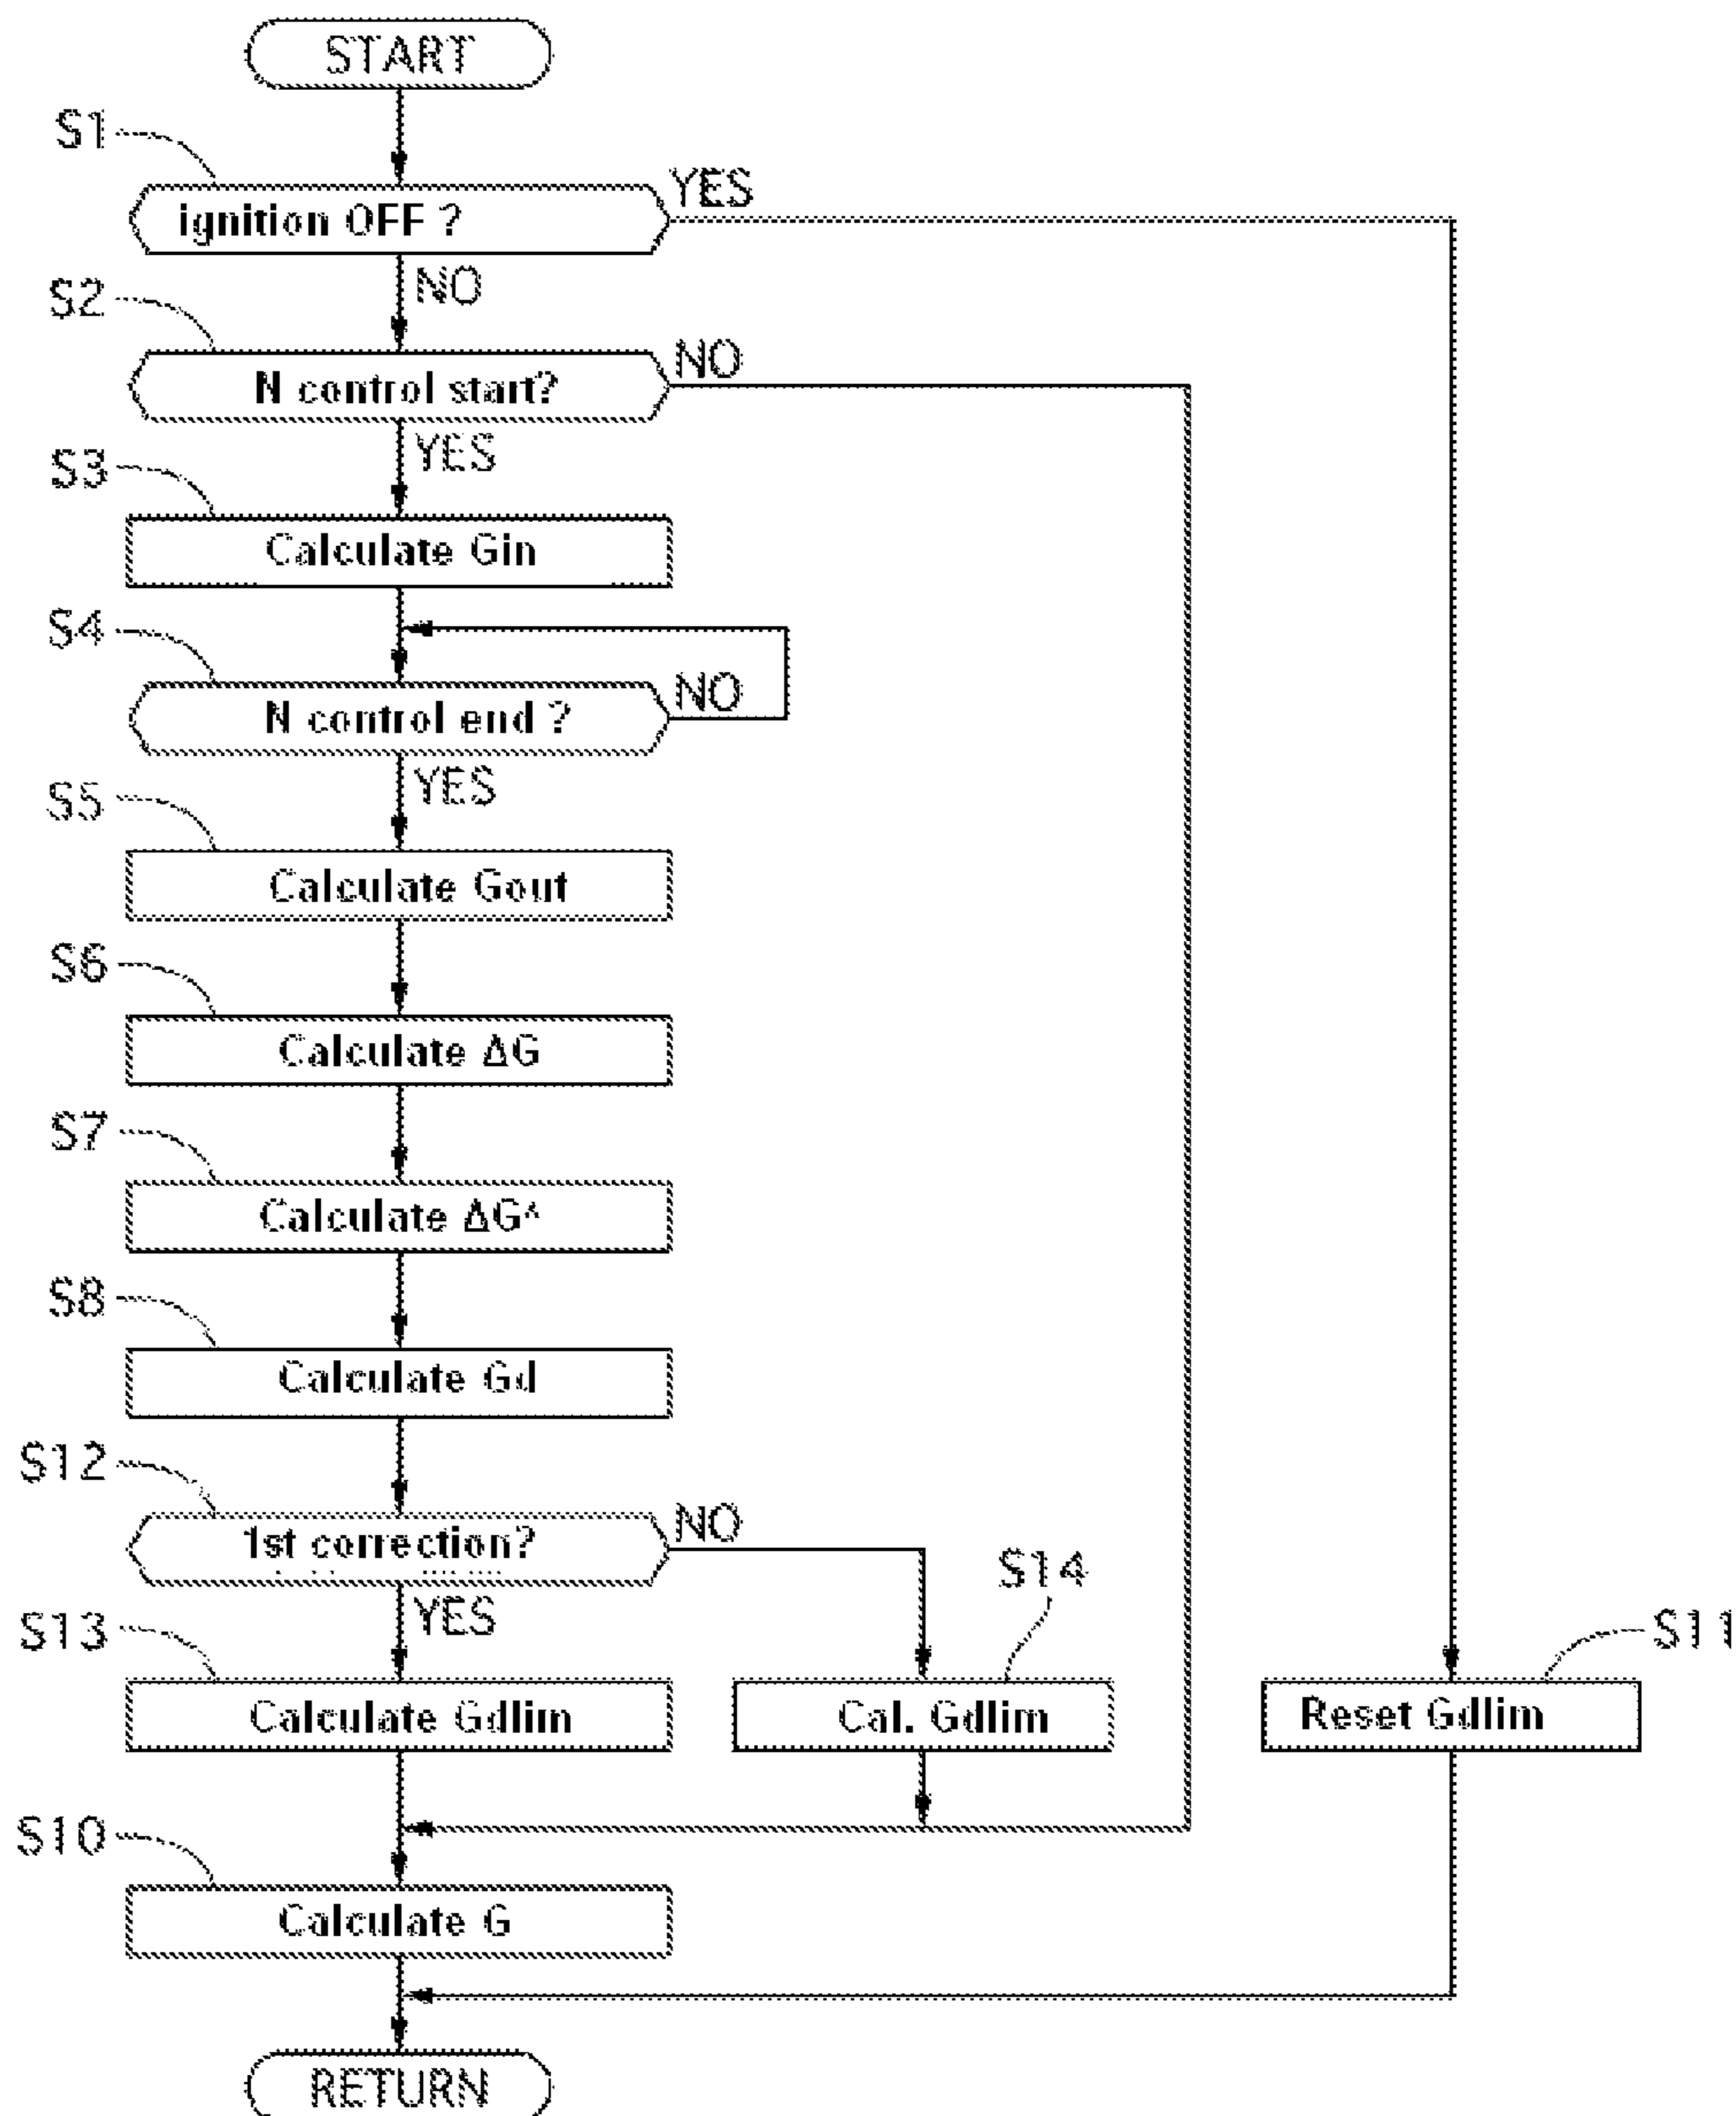 START
S1
ignition OFF ?
YES
NO
S2
N control start?
NO
YES
S3
Calculate Gin
S4
N control end ?
NO
YES
S5
Calculate Gout
S6
Calculate ΔG
S7
Calculate ΔG^
S8
Calculate Gd
S12
1st correction?
NO
YES
S13
Calculate Gdlim
S14
Cal. Gdlim
S11
Reset Gdlim
S10
Calculate G
RETURN